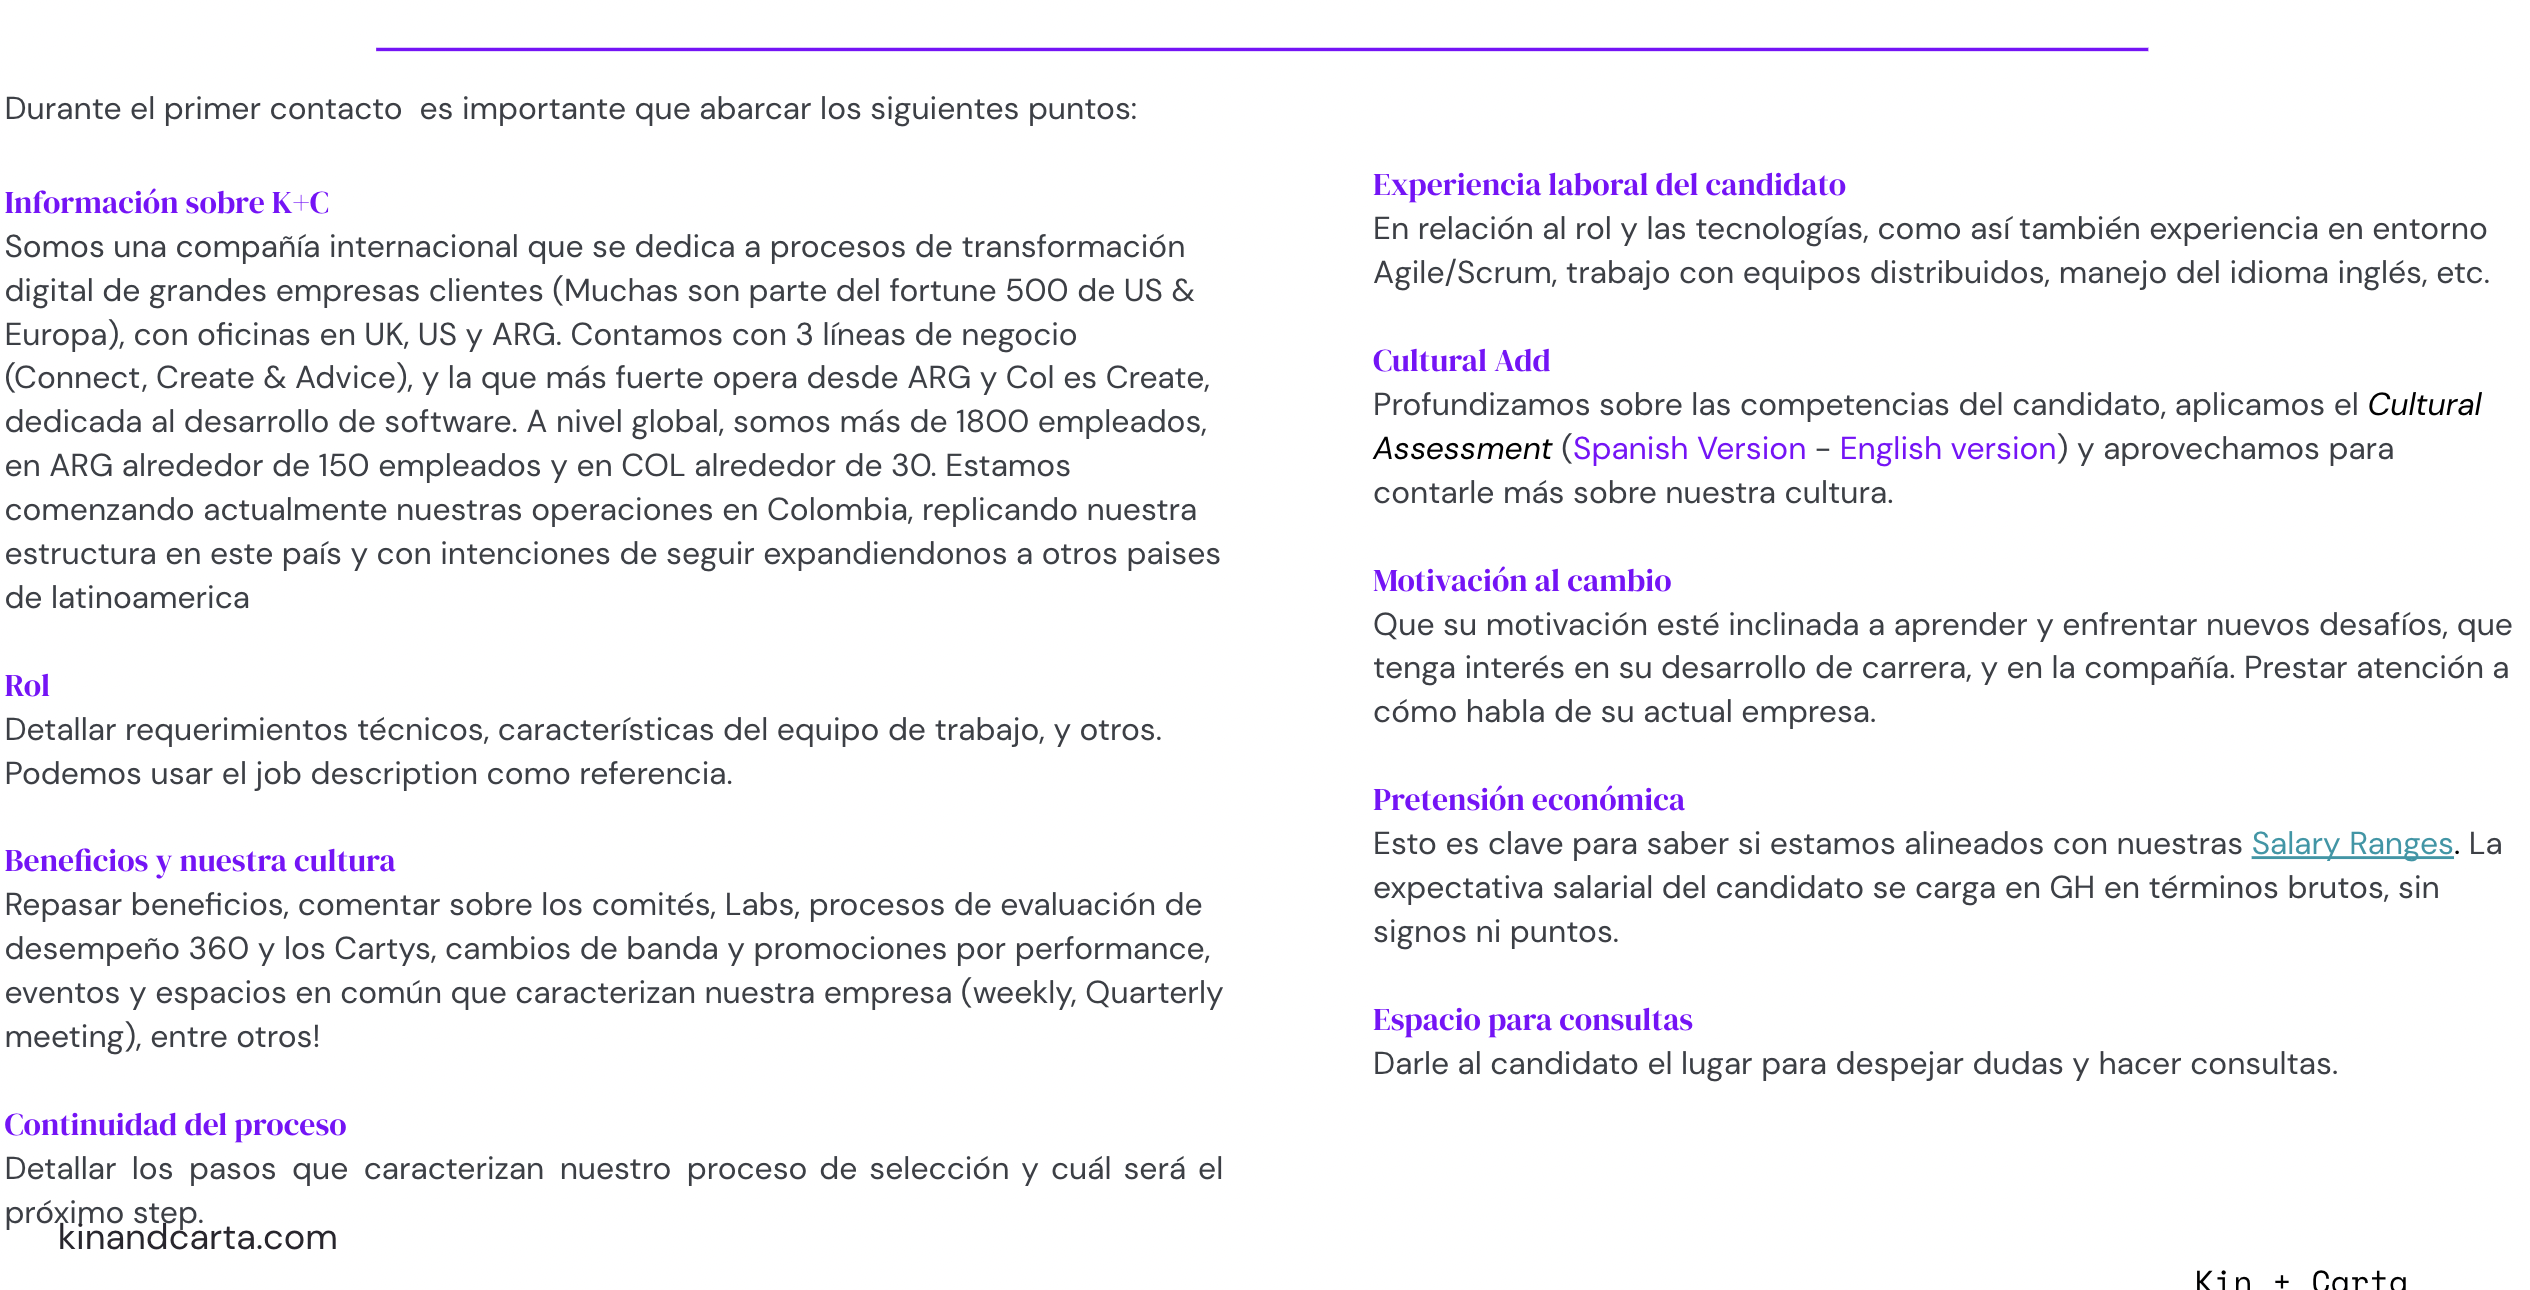 Durante el primer contacto  es importante que abarcar los siguientes puntos:
Información sobre K+C
Somos una compañía internacional que se dedica a procesos de transformación
digital de grandes empresas clientes (Muchas son parte del fortune 500 de US &
Europa), con oficinas en UK, US y ARG. Contamos con 3 líneas de negocio
(Connect, Create & Advice), y la que más fuerte opera desde ARG y Col es Create,
dedicada al desarrollo de software. A nivel global, somos más de 1800 empleados,
en ARG alrededor de 150 empleados y en COL alrededor de 30. Estamos
comenzando actualmente nuestras operaciones en Colombia, replicando nuestra
estructura en este país y con intenciones de seguir expandiendonos a otros paises
de latinoamerica
Rol
Detallar requerimientos técnicos, características del equipo de trabajo, y otros.
Podemos usar el job description como referencia.
Beneficios y nuestra cultura
Repasar beneficios, comentar sobre los comités, Labs, procesos de evaluación de
desempeño 360 y los Cartys, cambios de banda y promociones por performance,
eventos y espacios en común que caracterizan nuestra empresa (weekly, Quarterly
meeting), entre otros!
Continuidad del proceso
Detallar los pasos que caracterizan nuestro proceso de selección y cuál será el
próximo step.
kinandcarta.com
Experiencia laboral del candidato
En relación al rol y las tecnologías, como así también experiencia en entorno
Agile/Scrum, trabajo con equipos distribuidos, manejo del idioma inglés, etc.
Cultural Add
Profundizamos sobre las competencias del candidato, aplicamos el Cultural
Assessment (Spanish Version - English version) y aprovechamos para
contarle más sobre nuestra cultura.
Motivación al cambio
Que su motivación esté inclinada a aprender y enfrentar nuevos desafíos, que
tenga interés en su desarrollo de carrera, y en la compañía. Prestar atención a
cómo habla de su actual empresa.
Pretensión económica
Esto es clave para saber si estamos alineados con nuestras Salary Ranges. La
expectativa salarial del candidato se carga en GH en términos brutos, sin
signos ni puntos.
Espacio para consultas
Darle al candidato el lugar para despejar dudas y hacer consultas.
Kin + Carta